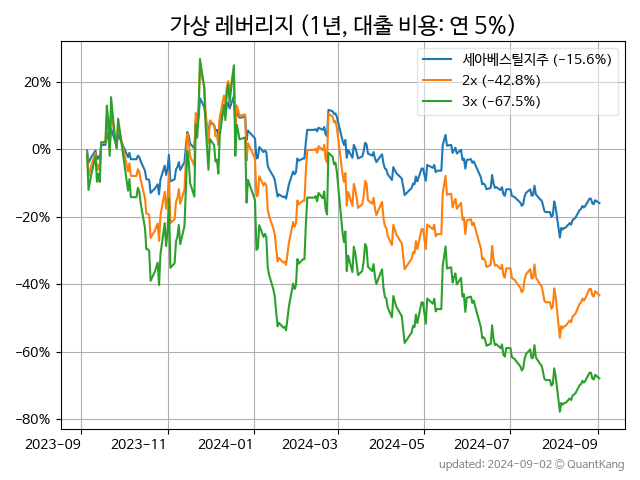 가상 레버리지 (1년, 대출 비용: 연 5%)
세아베스틸지주 (−15.6%)
2x (−42.8%)
3x (−67.5%)
20%
0%
−20%
−40%
−60%
−80%
2023-09 2023-11 2024-01 2024-03 2024-05 2024-07 2024-09
updated: 2024-09-02 © QuantKang